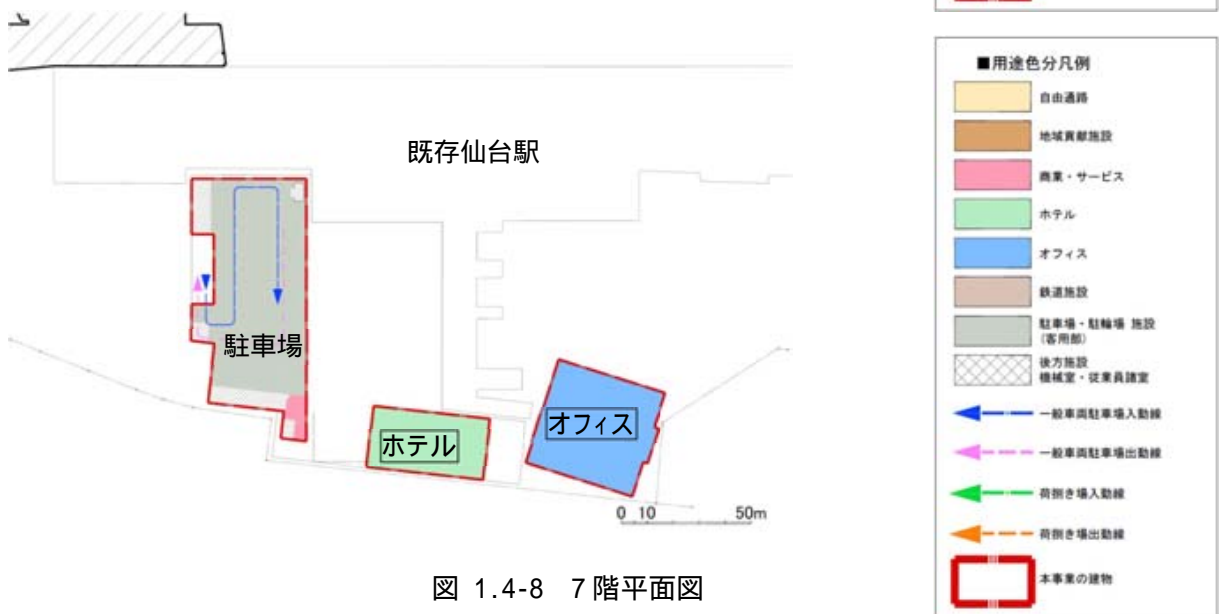 既存仙台駅
駐車場
ホテル
オフィス
0 10 50m
図 1.4-8 7階平面図
■用途色分凡例
自由通路
地域貢献施設
商業・サービス
ホテル
オフィス
鉄道施設
駐車場・駐輪場 施設
(客用部)
後方施設
機械室・従業員諸室
一般車両駐車場入動線
一般車両駐車場出動線
荷捌き場入動線
荷捌き場出動線
本事業の建物